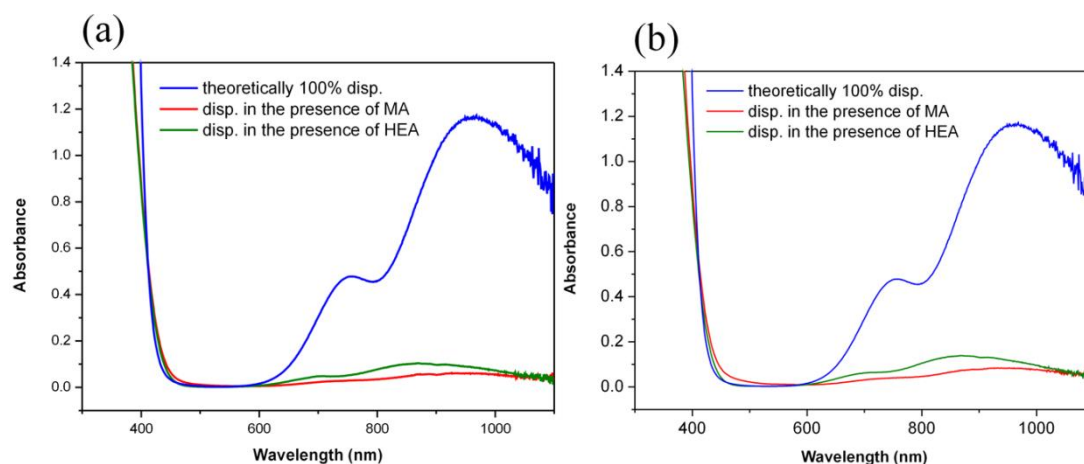 (a)
1.4
1.2
1.0
0.8
0.6
0.4
0.2
0.0
Absorbance
theoretically 100% disp.
disp. in the presence of MA
disp. in the presence of HEA
400 600 800 1000
Wavelength (nm)
(b)
1.4
1.2
1.0
0.8
0.6
0.4
0.2
0.0
Absorbance
theoretically 100% disp.
disp. in the presence of MA
disp. in the presence of HEA
400 600 800 1000
Wavelength (nm)